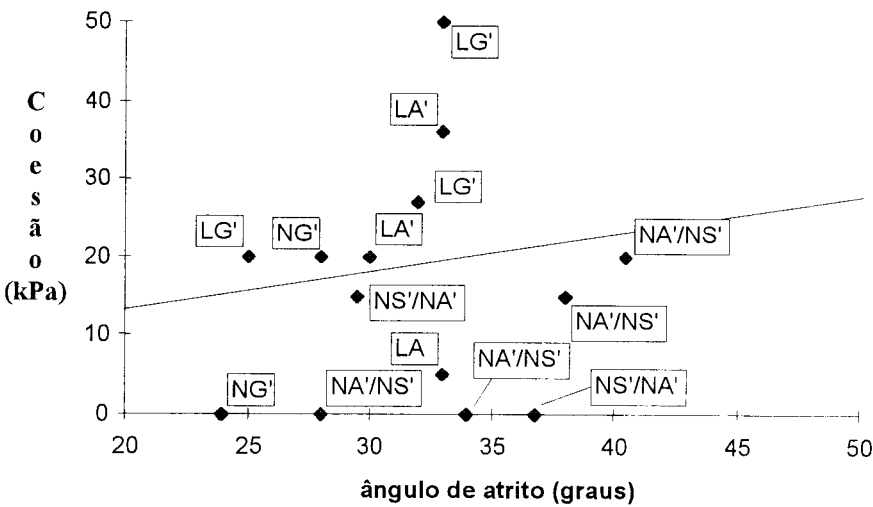 50
LG'
C
o
e
s
ã
o
(kPa)
40
LA'
30
LG'
LG'
NG'
LA'
NA'/NS'
20
NS'/NA'
NA'/NS'
10
LA
NA'/NS'
NG'
NA'/NS'
NS'/NA'
0
20
25
30
35
40
45
50
ângulo de atrito (graus)